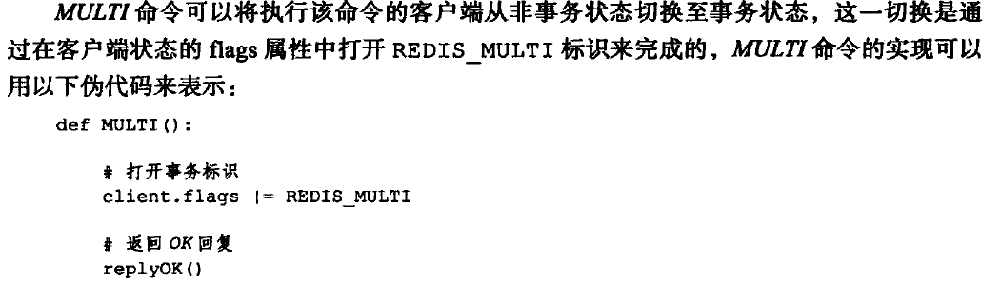 MULTI 命令可以将执行该命令的客户端从非事务状态切换至事务状态，这一切换是通
过在客户端状态的 flags 属性中打开 REDIS_MULTI 标识来完成的，MULTI 命令的实现可以
用以下伪代码来表示：
def MULTI():
# 打开事务标识
client.flags |= REDIS_MULTI
# 返回 OK 回复
replyOK()